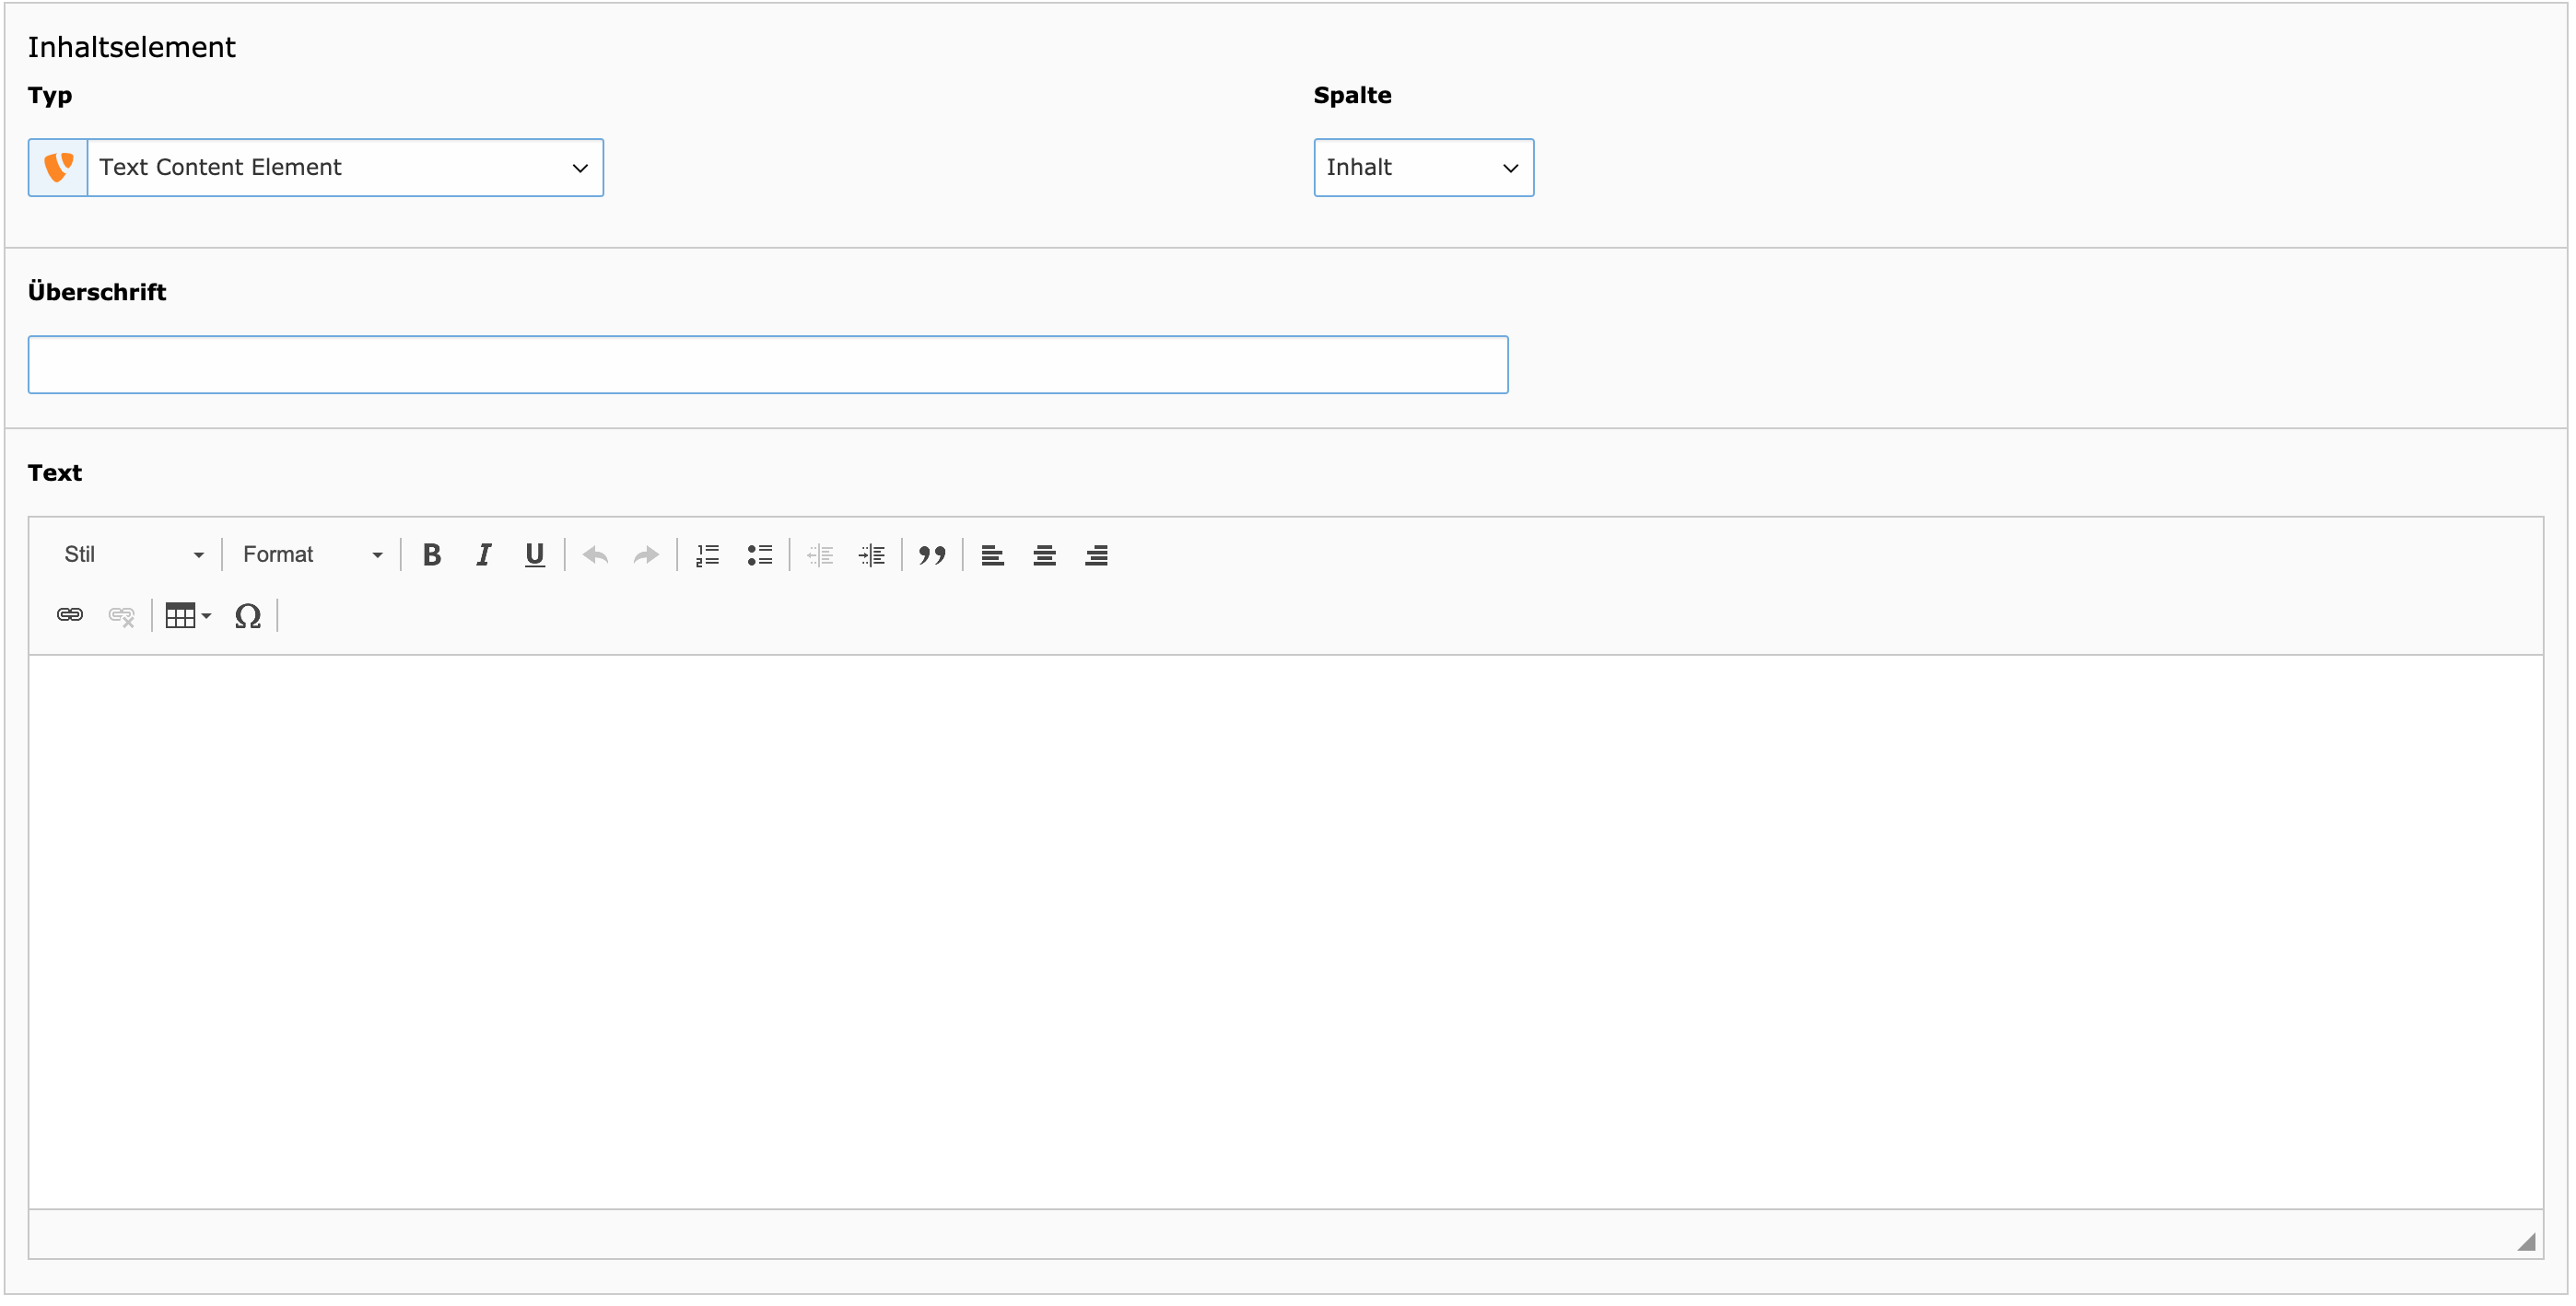 Inhaltselement
Typ
Spalte
Text Content Element
Inhalt
Überschrift
Text
Stil Format B I U
Ω